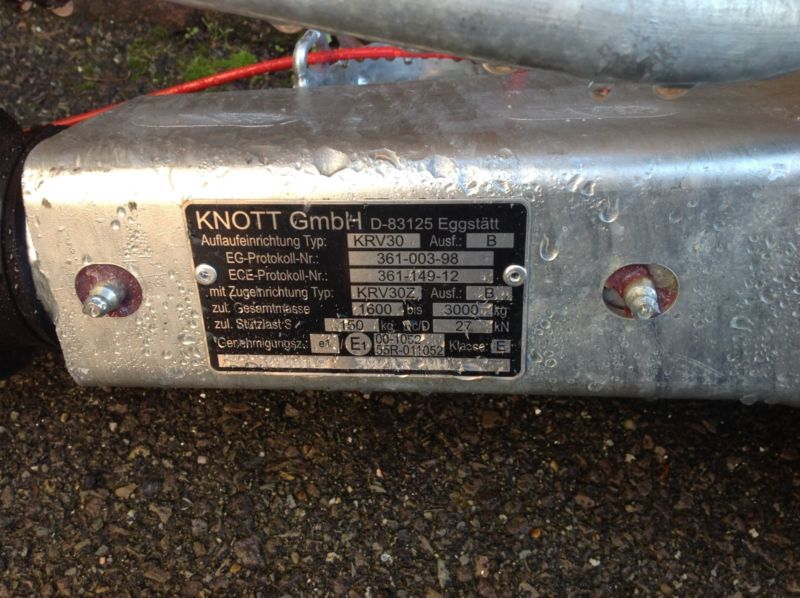 KNOTT GmbH D-83125 Eggstätt
Auflaufeinrichtung Typ: KRV30 Ausf.: B
EG-Protokoll-Nr.: 361-003-98
ECE-Protokoll-Nr.: 361-149-12
mit Zugeinrichtung Typ: KRV30Z Ausf.: B
zul. Gesamtmasse 1600 bis 3000 kg
zul. Stützlast S 150 kg Dc/D 27 kN
Genehmigungsz.: e1 E1 00-1052 Klasse: E
55R-011052